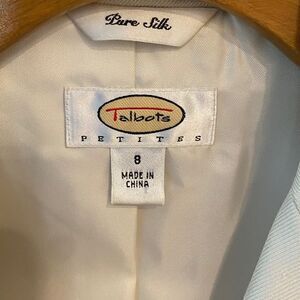 Pure Silk
Talbots
PETITES
8
MADE IN
CHINA